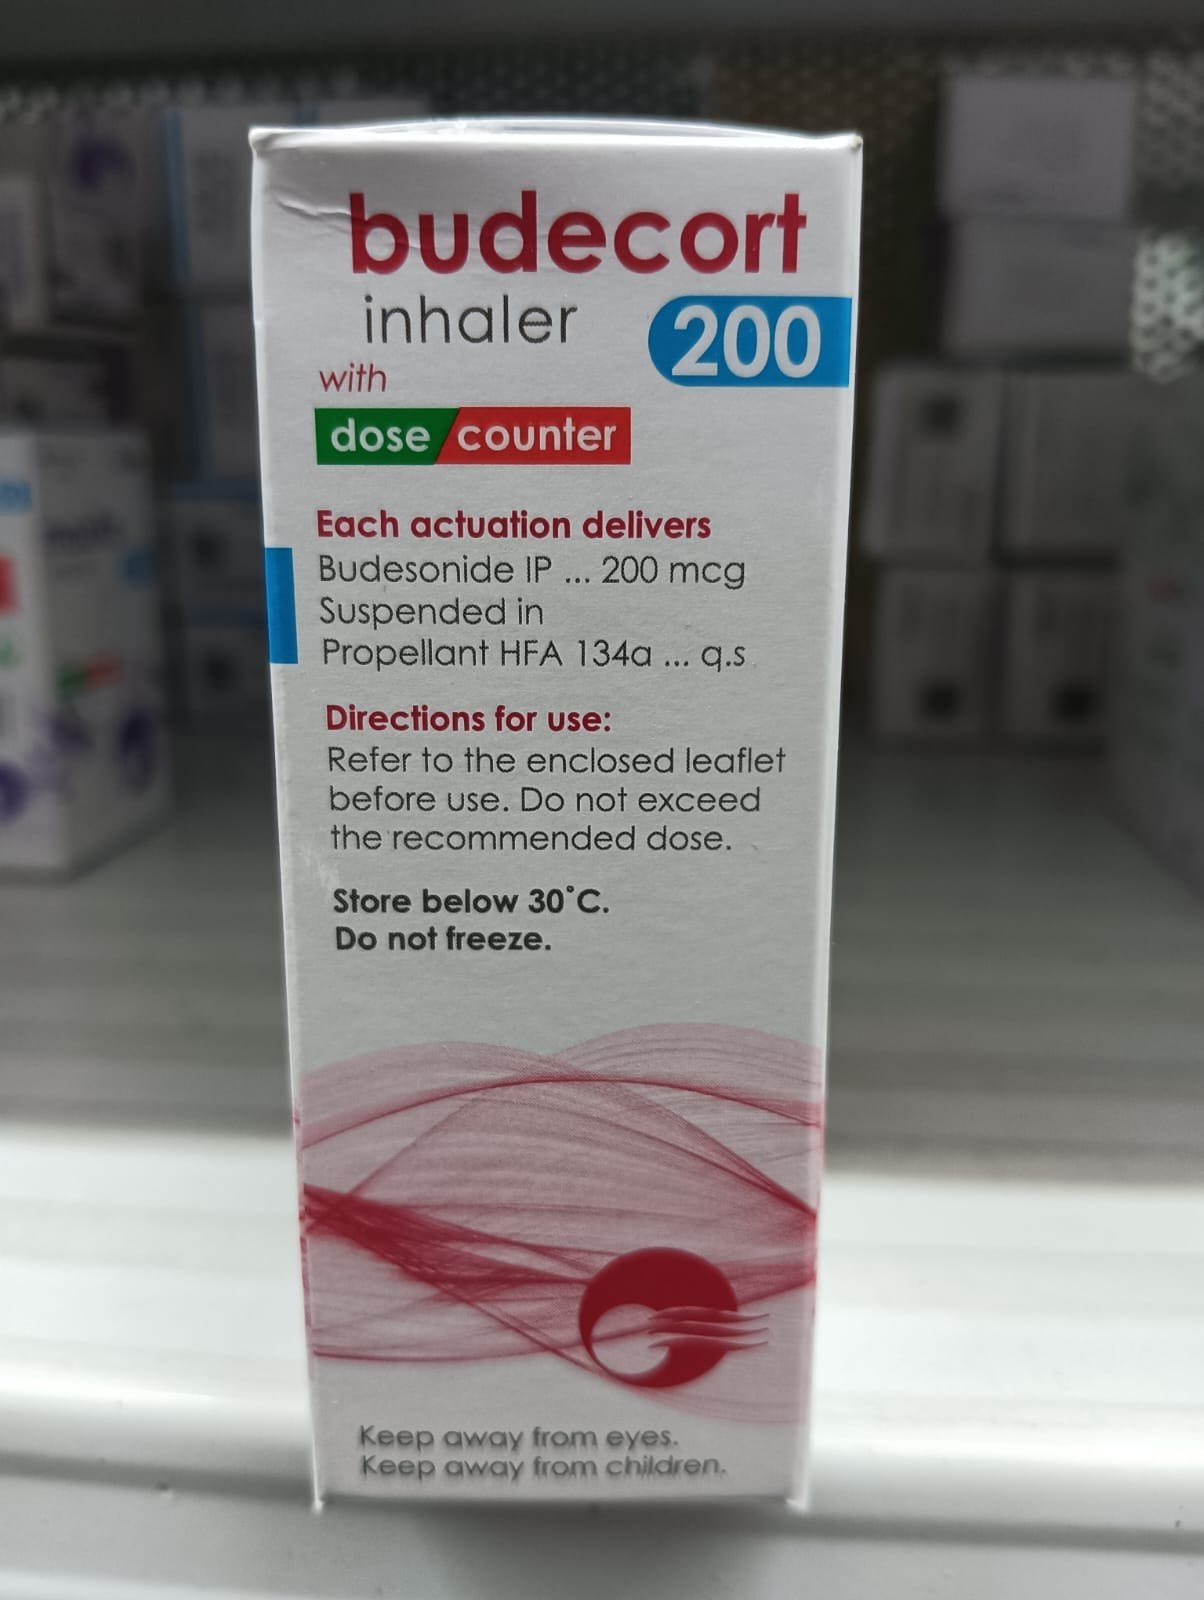 budecort
inhaler
200
with
dose counter
Each actuation delivers
Budesonide IP ... 200 mcg
Suspended in
Propellant HFA 134a ... q.s
Directions for use:
Refer to the enclosed leaflet
before use. Do not exceed
the recommended dose.
Store below 30°C.
Do not freeze.
Keep away from eyes.
Keep away from children.